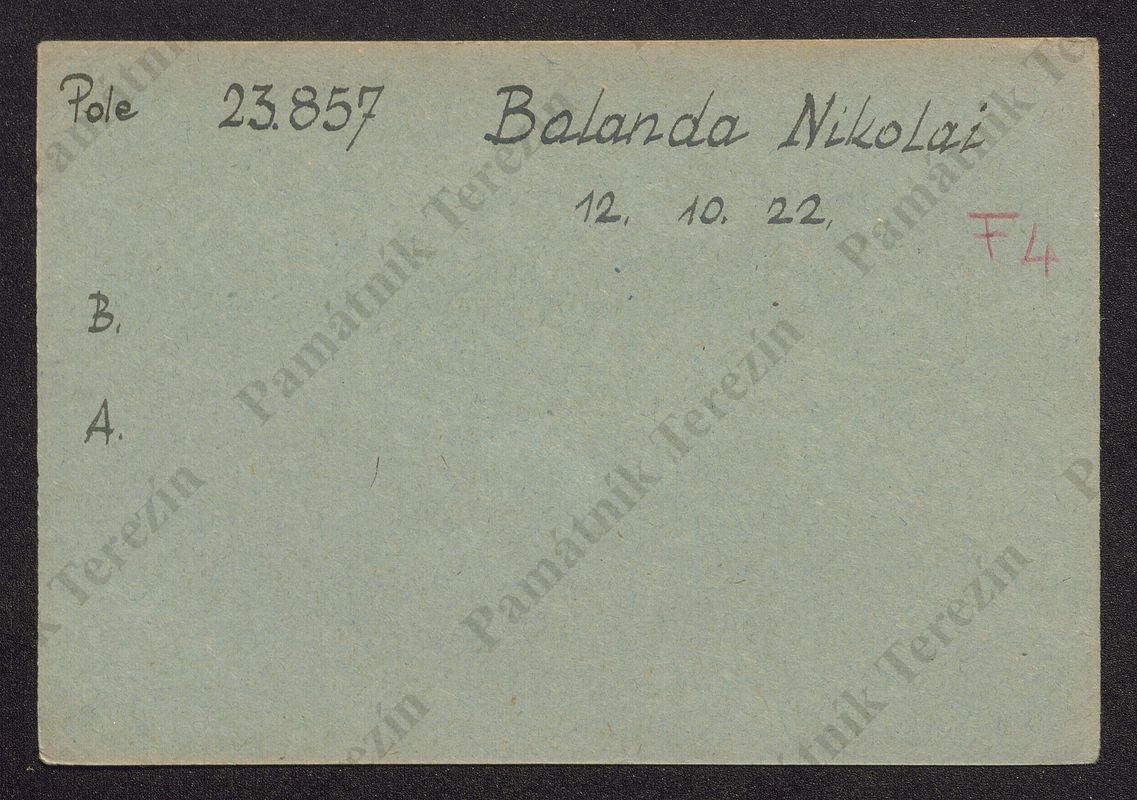 Pole 23.857 Balanda Nikolai
12. 10. 22.
F4
B.
A.
Památník Terezín